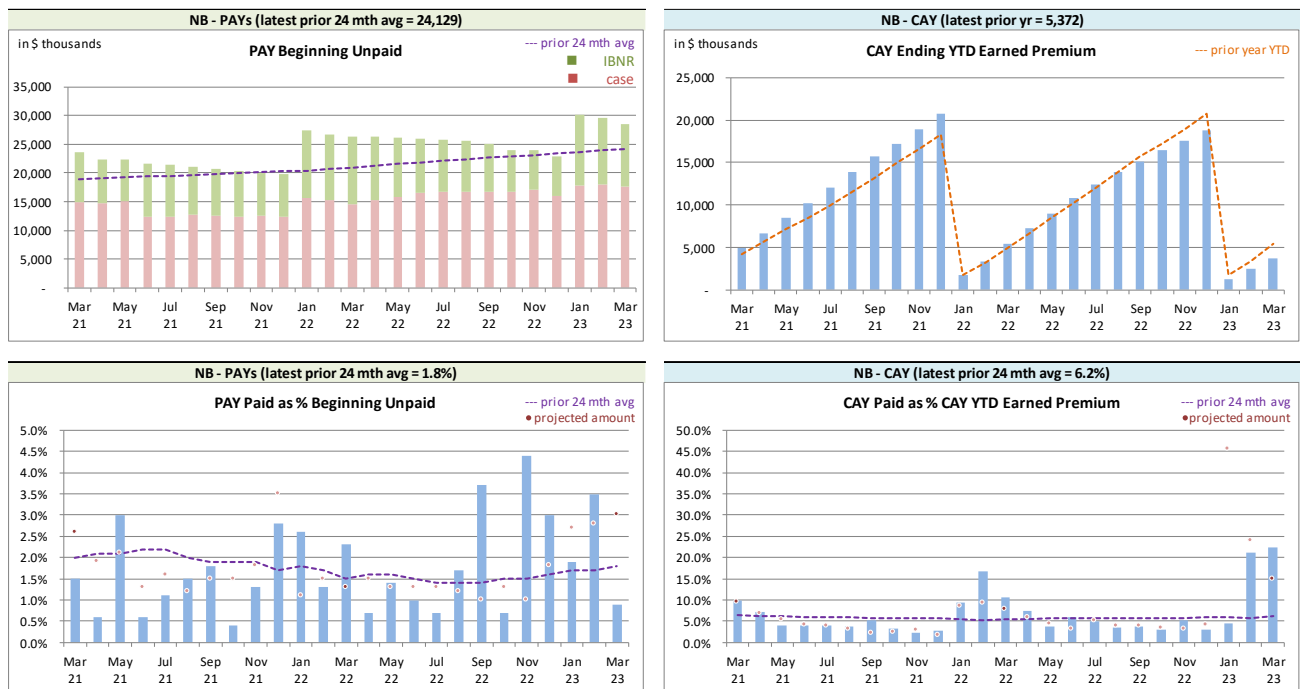 NB - PAYs (latest prior 24 mth avg = 24,129)
in $ thousands
PAY Beginning Unpaid
--- prior 24 mth avg
IBNR
case
35,000
30,000
25,000
20,000
15,000
10,000
5,000
-
Mar May Jul Sep Nov Jan Mar May Jul Sep Nov Jan Mar
21 21 21 21 21 22 22 22 22 22 22 23 23
NB - CAY (latest prior yr = 5,372)
in $ thousands
CAY Ending YTD Earned Premium
--- prior year YTD
25,000
20,000
15,000
10,000
5,000
-
Mar May Jul Sep Nov Jan Mar May Jul Sep Nov Jan Mar
21 21 21 21 21 22 22 22 22 22 22 23 23
NB - PAYs (latest prior 24 mth avg = 1.8%)
PAY Paid as % Beginning Unpaid
--- prior 24 mth avg
• projected amount
5.0%
4.5%
4.0%
3.5%
3.0%
2.5%
2.0%
1.5%
1.0%
0.5%
0.0%
Mar May Jul Sep Nov Jan Mar May Jul Sep Nov Jan Mar
21 21 21 21 21 22 22 22 22 22 22 23 23
NB - CAY (latest prior 24 mth avg = 6.2%)
CAY Paid as % CAY YTD Earned Premium
--- prior 24 mth avg
•projected amount
50.0%
45.0%
40.0%
35.0%
30.0%
25.0%
20.0%
15.0%
10.0%
5.0%
0.0%
Mar May Jul Sep Nov Jan Mar May Jul Sep Nov Jan Mar
21 21 21 21 21 22 22 22 22 22 22 23 23